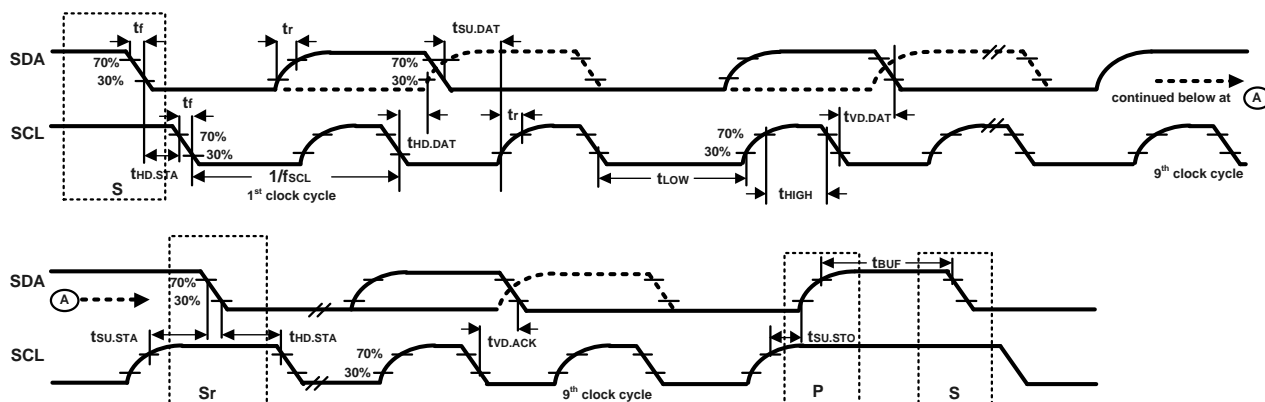 tf tr tSU.DAT
SDA 70% 30% 70% 30%
continued below at A
tf tr tVD.DAT
SCL 70% 30% tHD.DAT 70% 30%
tHD.STA 1/fSCL tLOW tHIGH
S 1st clock cycle 9th clock cycle
tBUF
SDA 70% 30%
A
tSU.STA tHD.STA tVD.ACK tSU.STO
SCL 70% 30%
Sr 9th clock cycle P S